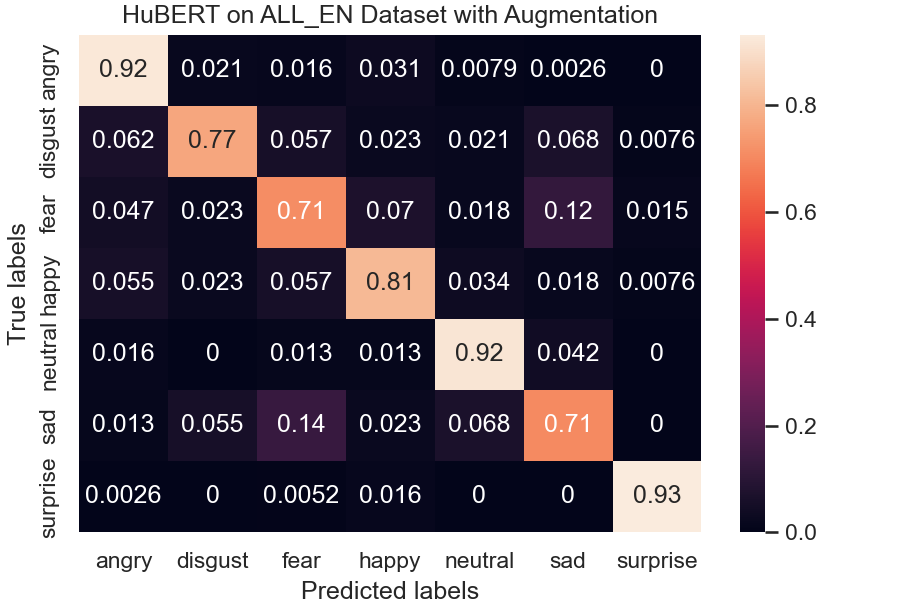 HuBERT on ALL_EN Dataset with Augmentation
True labels
angry 0.92 0.021 0.016 0.031 0.0079 0.0026 0
disgust 0.062 0.77 0.057 0.023 0.021 0.068 0.0076
fear 0.047 0.023 0.71 0.07 0.018 0.12 0.015
happy 0.055 0.023 0.057 0.81 0.034 0.018 0.0076
neutral 0.016 0 0.013 0.013 0.92 0.042 0
sad 0.013 0.055 0.14 0.023 0.068 0.71 0
surprise 0.0026 0 0.0052 0.016 0 0 0.93
angry disgust fear happy neutral sad surprise
Predicted labels
0.8
0.6
0.4
0.2
0.0